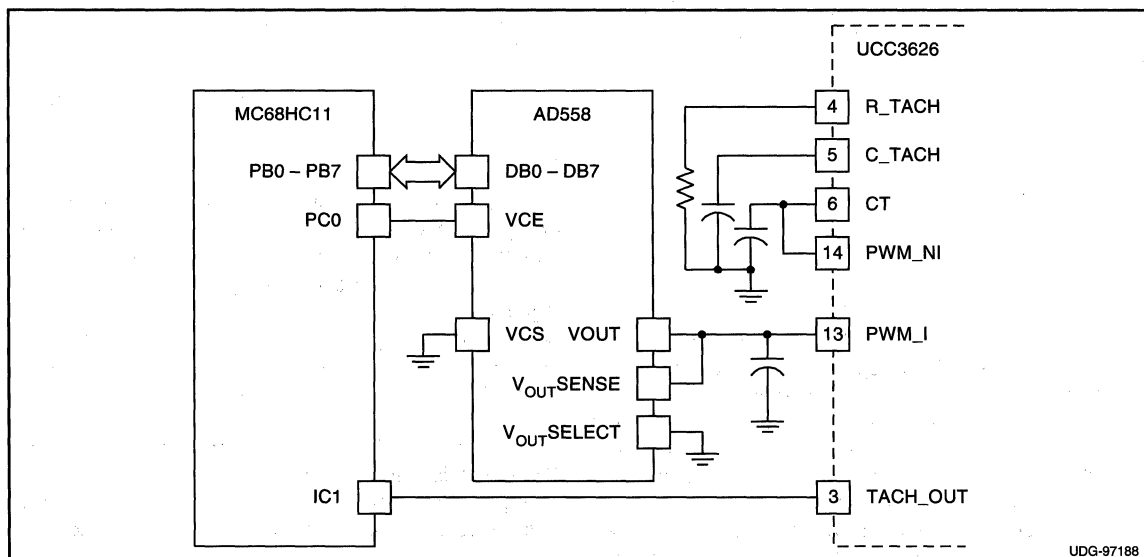 UCC3626
MC68HC11
AD558
4 R_TACH
5 C_TACH
6 CT
14 PWM_NI
PB0 – PB7
DB0 – DB7
PC0
VCE
VCS
VOUT
13 PWM_I
VOUTSENSE
VOUTSELECT
IC1
3 TACH_OUT
UDG-97188